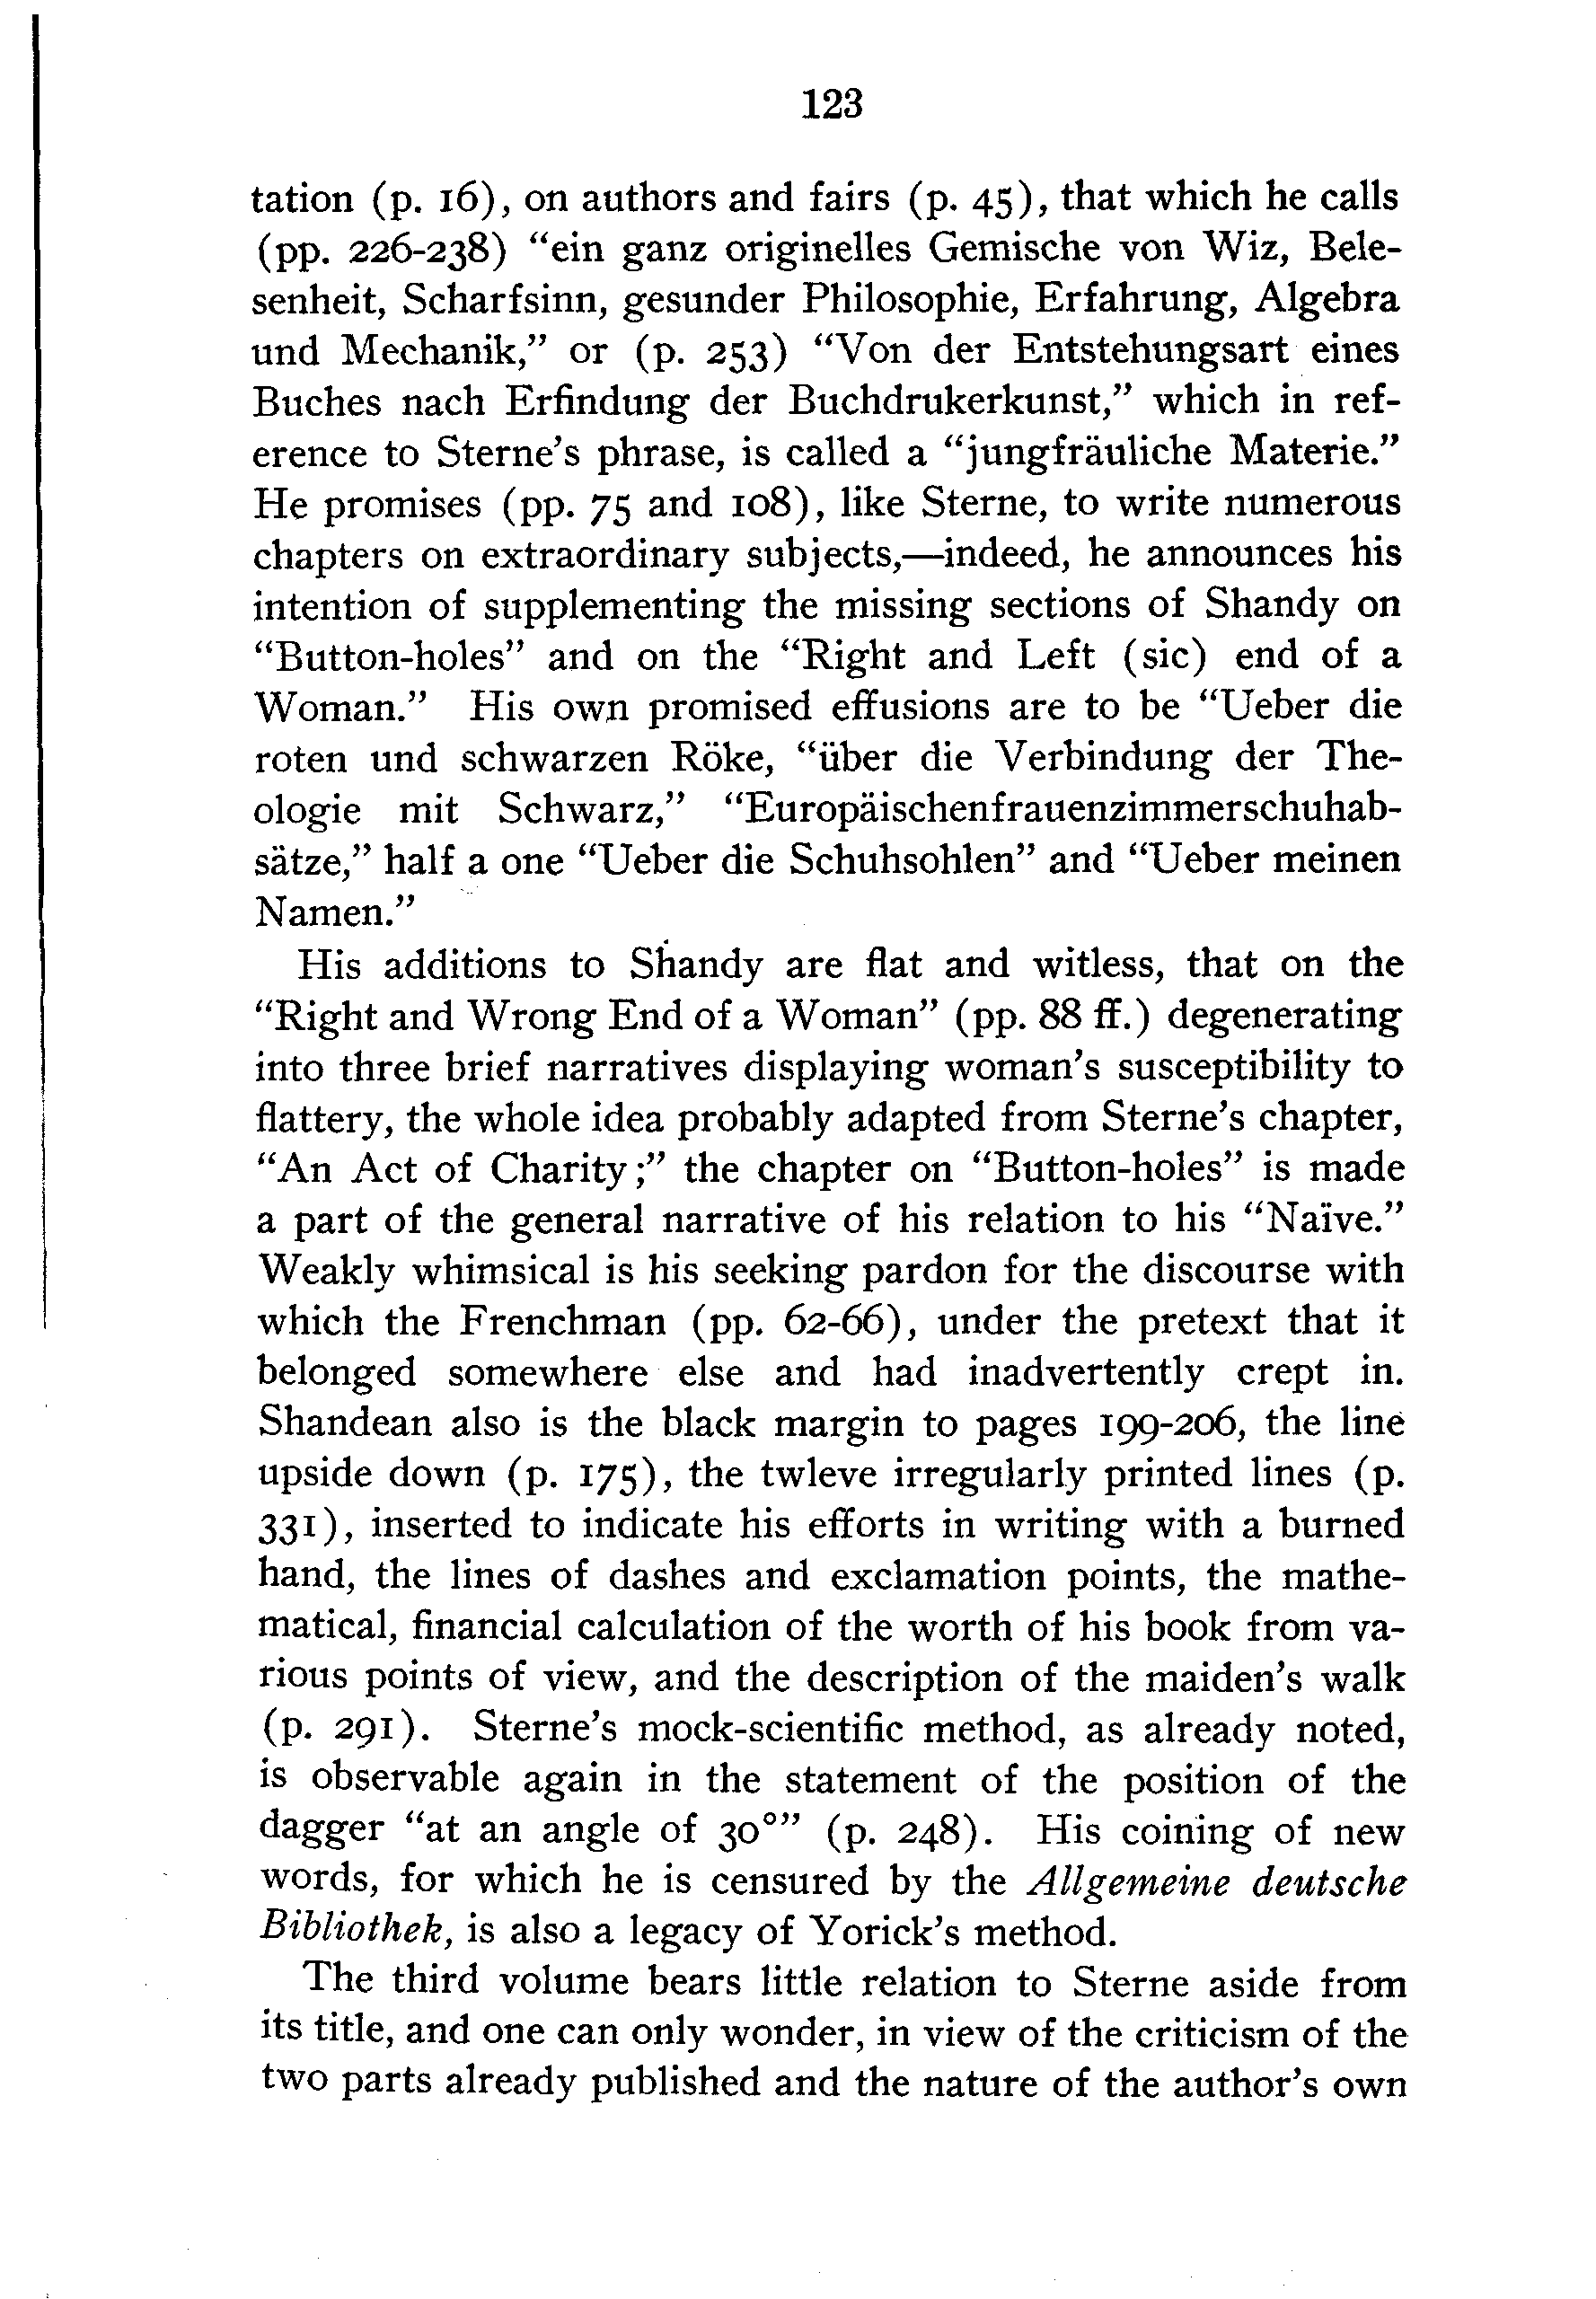 123
tation (p. 16), on authors and fairs (p. 45), that which he calls
(pp. 226-238) “ein ganz originelles Gemische von Wiz, Bele-
senheit, Scharfsinn, gesunder Philosophie, Erfahrung, Algebra
und Mechanik,” or (p. 253) “Von der Entstehungsart eines
Buches nach Erfindung der Buchdrukerkunst,” which in ref-
erence to Sterne’s phrase, is called a “jungfräuliche Materie.”
He promises (pp. 75 and 108), like Sterne, to write numerous
chapters on extraordinary subjects,—indeed, he announces his
intention of supplementing the missing sections of Shandy on
“Button-holes” and on the “Right and Left (sic) end of a
Woman.” His own promised effusions are to be “Ueber die
roten und schwarzen Röke, “über die Verbindung der The-
ologie mit Schwarz,” “Europäischenfrauenzimmerschuhab-
sätze,” half a one “Ueber die Schuhsohlen” and “Ueber meinen
Namen.”
His additions to Shandy are flat and witless, that on the
“Right and Wrong End of a Woman” (pp. 88 ff.) degenerating
into three brief narratives displaying woman’s susceptibility to
flattery, the whole idea probably adapted from Sterne’s chapter,
“An Act of Charity;” the chapter on “Button-holes” is made
a part of the general narrative of his relation to his “Naïve.”
Weakly whimsical is his seeking pardon for the discourse with
which the Frenchman (pp. 62-66), under the pretext that it
belonged somewhere else and had inadvertently crept in.
Shandean also is the black margin to pages 199-206, the line
upside down (p. 175), the twleve irregularly printed lines (p.
331), inserted to indicate his efforts in writing with a burned
hand, the lines of dashes and exclamation points, the mathe-
matical, financial calculation of the worth of his book from va-
rious points of view, and the description of the maiden’s walk
(p. 291). Sterne’s mock-scientific method, as already noted,
is observable again in the statement of the position of the
dagger “at an angle of 30°” (p. 248). His coining of new
words, for which he is censured by the Allgemeine deutsche
Bibliothek, is also a legacy of Yorick’s method.
The third volume bears little relation to Sterne aside from
its title, and one can only wonder, in view of the criticism of the
two parts already published and the nature of the author’s own